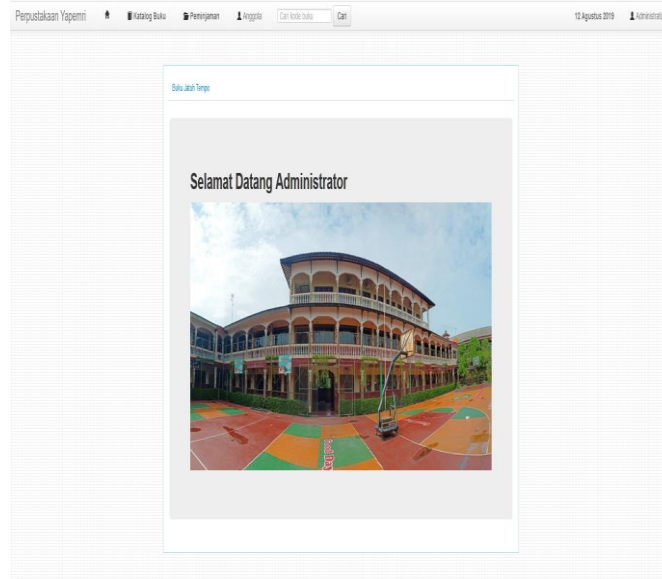 Perpustakaan Yapemri Katalog Buku Peminjaman Anggota Cari kode buku Cari 12 Agustus 2019 Administrato
Buku Jatuh Tempo
Selamat Datang Administrator